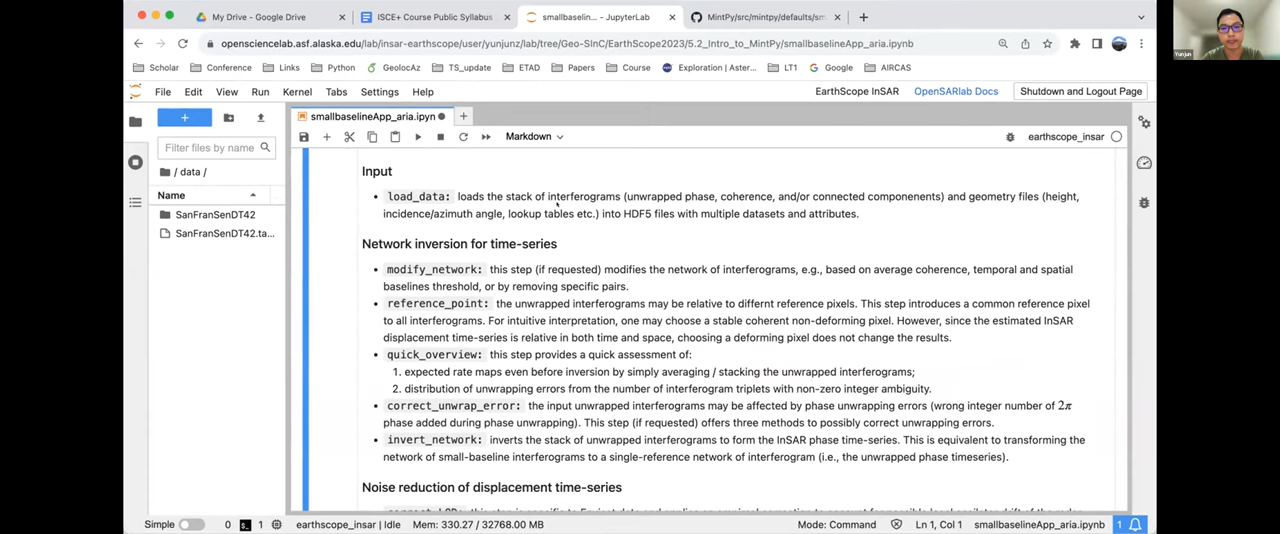 My Drive - Google Drive
ISCE+ Course Public Syllabus
smallbaselin... - JupyterLab
MintPy/src/mintpy/defaults/sm
opensciencelab.asf.alaska.edu/lab/insar-earthscope/user/yunjunz/lab/tree/Geo-SInC/EarthScope2023/5.2_Intro_to_MintPy/smallbaselineApp_aria.ipynb
Scholar Conference Links Python GeolocAz TS_update ETAD Papers Course Exploration | Aster... LT1 Google AIRCAS
File Edit View Run Kernel Tabs Settings Help
EarthScope InSAR OpenSARlab Docs Shutdown and Logout Page
smallbaselineApp_aria.ipyn
Markdown
earthscope_insar
Filter files by name
/ data /
Name
SanFranSenDT42
SanFranSenDT42.ta...
Input
load_data: loads the stack of interferograms (unwrapped phase, coherence, and/or connected componenents) and geometry files (height,
incidence/azimuth angle, lookup tables etc.) into HDF5 files with multiple datasets and attributes.
Network inversion for time-series
modify_network: this step (if requested) modifies the network of interferograms, e.g., based on average coherence, temporal and spatial
baselines threshold, or by removing specific pairs.
reference_point: the unwrapped interferograms may be relative to differnt reference pixels. This step introduces a common reference pixel
to all interferograms. For intuitive interpretation, one may choose a stable coherent non-deforming pixel. However, since the estimated InSAR
displacement time-series is relative in both time and space, choosing a deforming pixel does not change the results.
quick_overview: this step provides a quick assessment of:
1. expected rate maps even before inversion by simply averaging / stacking the unwrapped interferograms;
2. distribution of unwrapping errors from the number of interferogram triplets with non-zero integer ambiguity.
correct_unwrap_error: the input unwrapped interferograms may be affected by phase unwrapping errors (wrong integer number of 2π
phase added during phase unwrapping). This step (if requested) offers three methods to possibly correct unwrapping errors.
invert_network: inverts the stack of unwrapped interferograms to form the InSAR phase time-series. This is equivalent to transforming the
network of small-baseline interferograms to a single-reference network of interferogram (i.e., the unwrapped phase timeseries).
Noise reduction of displacement time-series
Simple 0 1 earthscope_insar | Idle Mem: 330.27 / 32768.00 MB
Mode: Command Ln 1, Col 1 smallbaselineApp_aria.ipynb 1
Yunjun